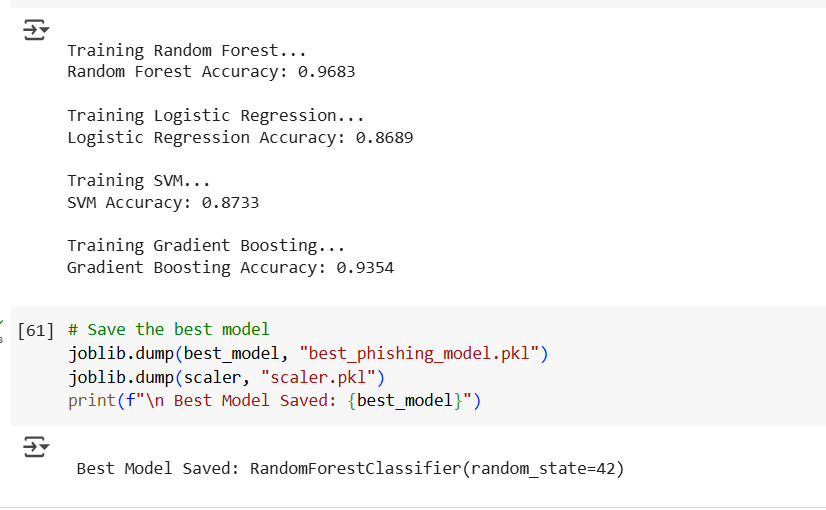 Training Random Forest...
Random Forest Accuracy: 0.9683
Training Logistic Regression...
Logistic Regression Accuracy: 0.8689
Training SVM...
SVM Accuracy: 0.8733
Training Gradient Boosting...
Gradient Boosting Accuracy: 0.9354
[61] # Save the best model
joblib.dump(best_model, "best_phishing_model.pkl")
joblib.dump(scaler, "scaler.pkl")
print(f"\n Best Model Saved: {best_model}")
Best Model Saved: RandomForestClassifier(random_state=42)